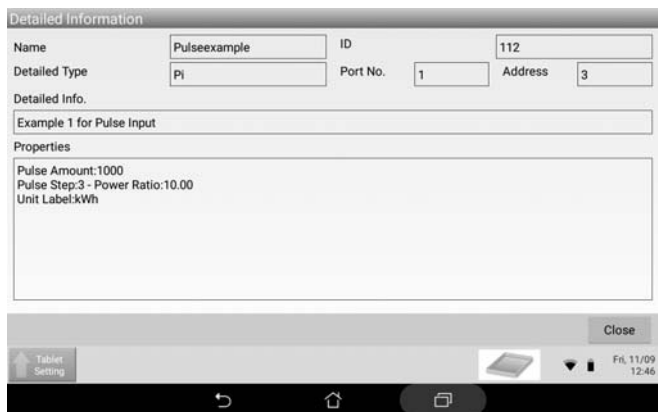 Detailed Information
Name Pulseexample ID 112
Detailed Type Pi Port No. 1 Address 3
Detailed Info.
Example 1 for Pulse Input
Properties
Pulse Amount:1000
Pulse Step:3 - Power Ratio:10.00
Unit Label:kWh
Close
Tablet
Setting
Fri, 11/09
12:46